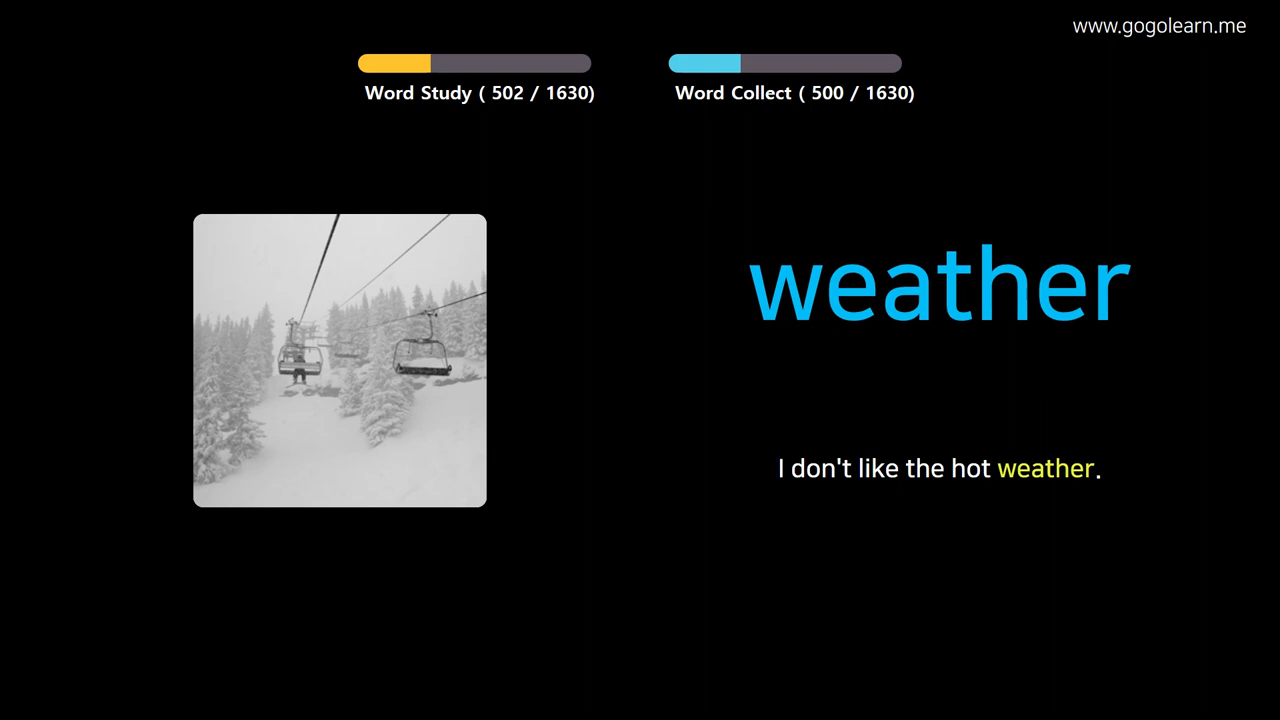 www.gogolearn.me
Word Study ( 502 / 1630)
Word Collect ( 500 / 1630)
weather
I don't like the hot weather.